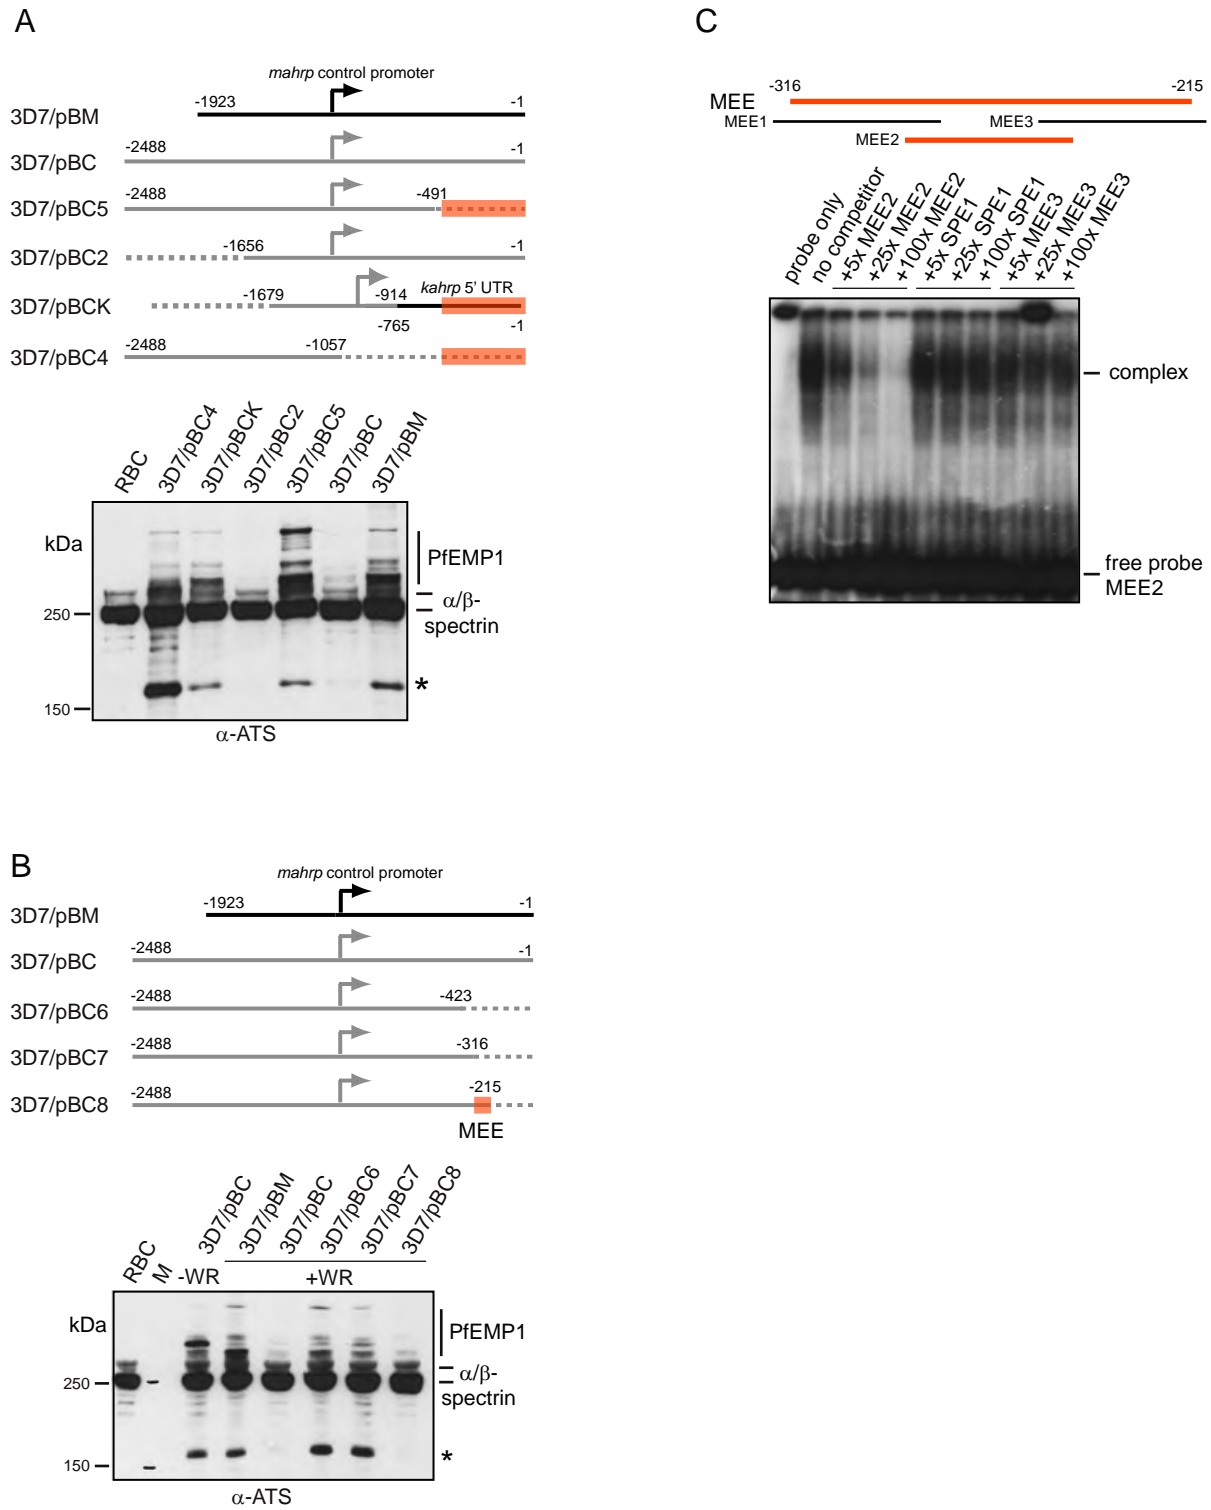 A
mahrp control promoter
3D7/pBM -1923 -1
3D7/pBC -2488 -1
3D7/pBC5 -2488 -491
3D7/pBC2 -1656 -1
3D7/pBCK -1679 -914 kahrp 5' UTR
-765 -1
3D7/pBC4 -2488 -1057
RBC 3D7/pBC4 3D7/pBCK 3D7/pBC2 3D7/pBC5 3D7/pBC 3D7/pBM
kDa
PfEMP1
250
α/β-
spectrin
*
150
α-ATS
B
mahrp control promoter
3D7/pBM -1923 -1
3D7/pBC -2488 -1
3D7/pBC6 -2488 -423
3D7/pBC7 -2488 -316
3D7/pBC8 -2488 -215
MEE
RBC M 3D7/pBC 3D7/pBM 3D7/pBC 3D7/pBC6 3D7/pBC7 3D7/pBC8
-WR +WR
kDa
PfEMP1
250
α/β-
spectrin
*
150
α-ATS
C
-316 -215
MEE
MEE1 MEE3
MEE2
probe only no competitor +5x MEE2 +25x MEE2 +100x MEE2 +5x SPE1 +25x SPE1 +100x SPE1 +5x MEE3 +25x MEE3 +100x MEE3
complex
free probe
MEE2